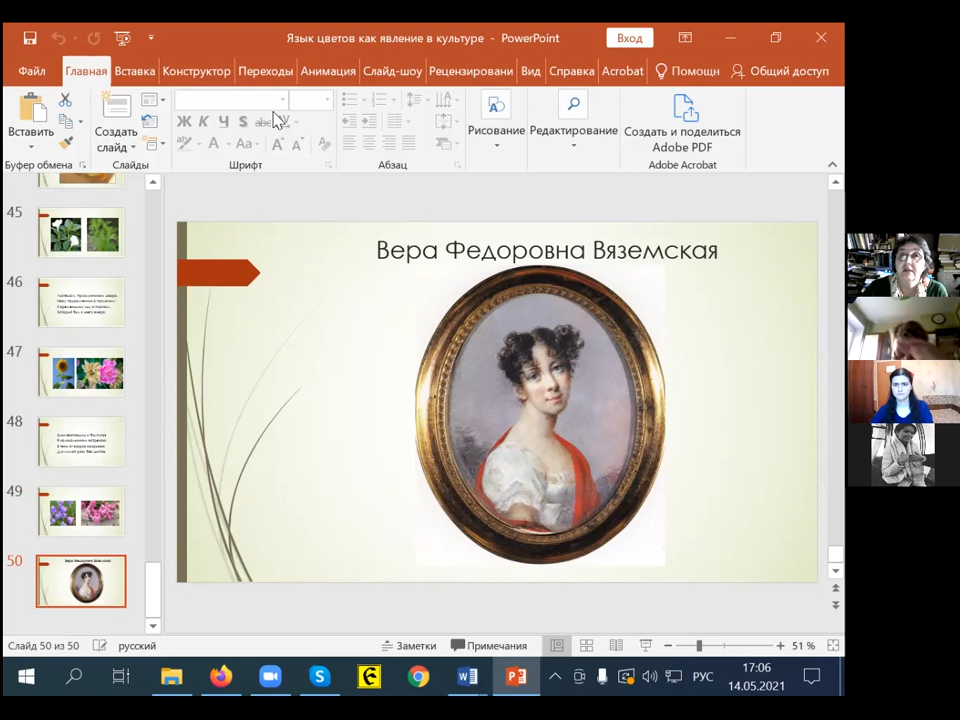 Язык цветов как явление в культуре - PowerPoint
Вход
Файл Главная Вставка Конструктор Переходы Анимация Слайд-шоу Рецензировани Вид Справка Acrobat Помощн Общий доступ
Вставить
Создать слайд
Ж К Ч S abc
Aa A A
Рисование
Редактирование
Создать и поделиться Adobe PDF
Буфер обмена Слайды Шрифт Абзац Adobe Acrobat
45
46
47
48
49
50
Вера Федоровна Вяземская
Слайд 50 из 50 русский Заметки Примечания 51 %
РУС
17:06
14.05.2021